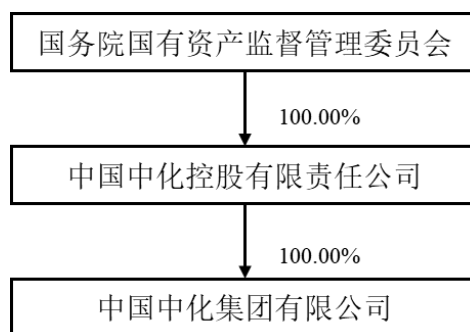 国务院国有资产监督管理委员会
100.00%
中国中化控股有限责任公司
100.00%
中国中化集团有限公司